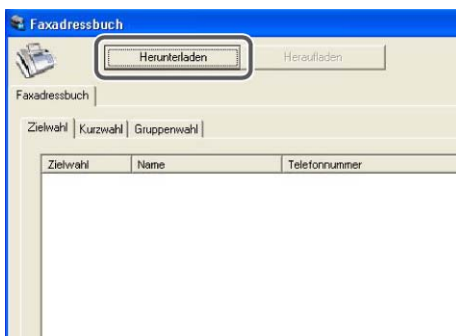 Faxadressbuch
Herunterladen Heraufladen
Faxadressbuch
Zielwahl Kurzwahl Gruppenwahl
Zielwahl Name Telefonnummer